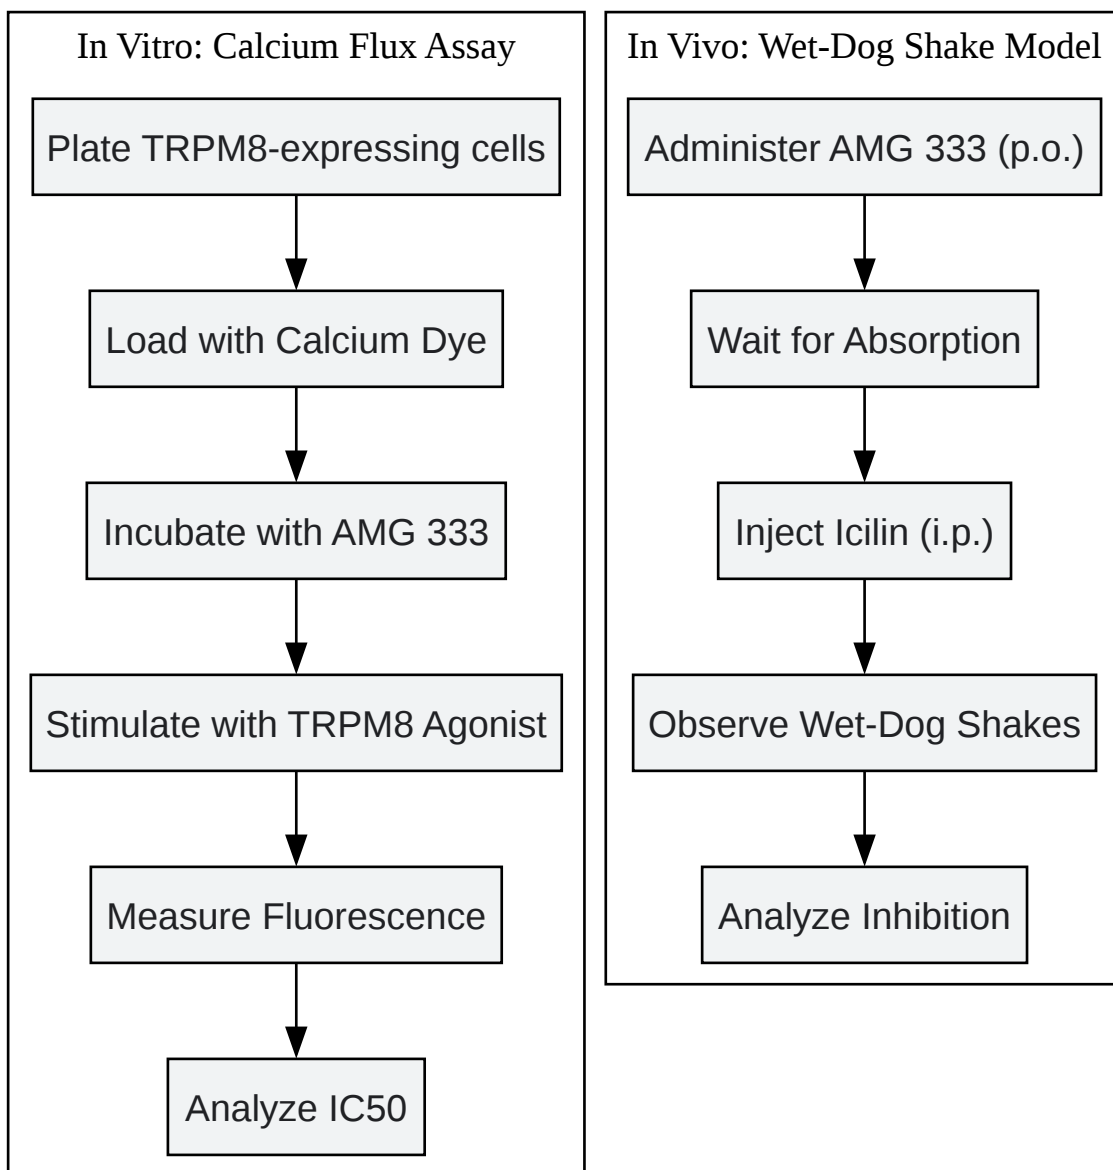 In Vitro: Calcium Flux Assay
Plate TRPM8-expressing cells
Load with Calcium Dye
Incubate with AMG 333
Stimulate with TRPM8 Agonist
Measure Fluorescence
Analyze IC50
In Vivo: Wet-Dog Shake Model
Administer AMG 333 (p.o.)
Wait for Absorption
Inject Icilin (i.p.)
Observe Wet-Dog Shakes
Analyze Inhibition